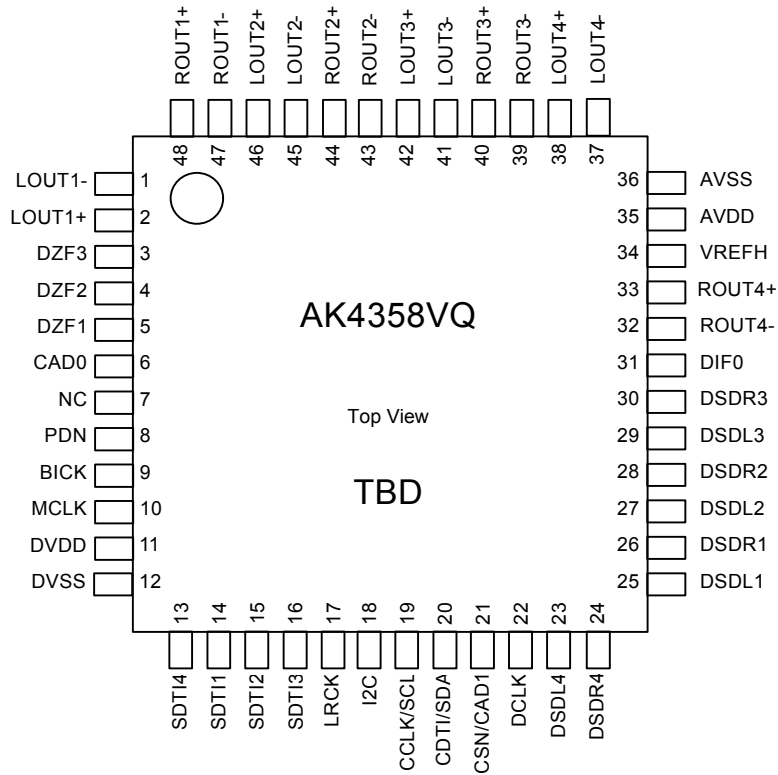 ROUT1+
ROUT1-
LOUT2+
LOUT2-
ROUT2+
ROUT2-
LOUT3+
LOUT3-
ROUT3+
ROUT3-
LOUT4+
LOUT4-
48
47
46
45
44
43
42
41
40
39
38
37
LOUT1- 1
LOUT1+ 2
DZF3 3
DZF2 4
DZF1 5
CAD0 6
NC 7
PDN 8
BICK 9
MCLK 10
DVDD 11
DVSS 12
AK4358VQ
Top View
TBD
36 AVSS
35 AVDD
34 VREFH
33 ROUT4+
32 ROUT4-
31 DIF0
30 DSDR3
29 DSDL3
28 DSDR2
27 DSDL2
26 DSDR1
25 DSDL1
13
14
15
16
17
18
19
20
21
22
23
24
SDTI4
SDTI1
SDTI2
SDTI3
LRCK
I2C
CCLK/SCL
CDTI/SDA
CSN/CAD1
DCLK
DSDL4
DSDR4